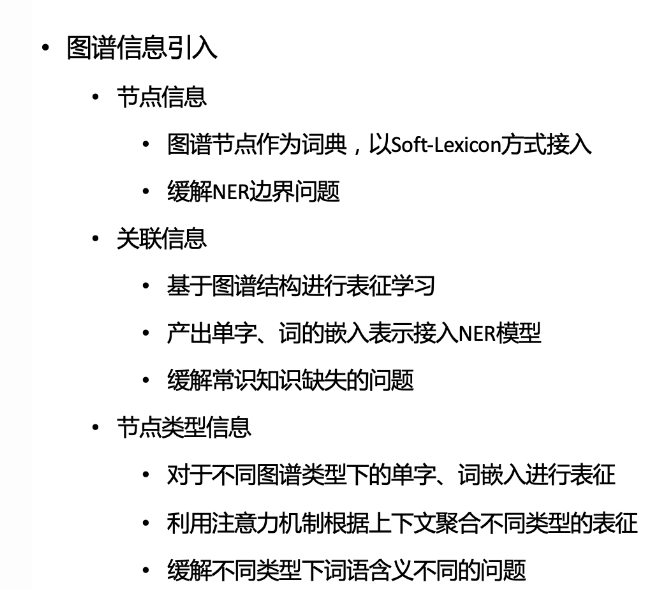 • 图谱信息引入
• 节点信息
• 图谱节点作为词典，以Soft-Lexicon方式接入
• 缓解NER边界问题
• 关联信息
• 基于图谱结构进行表征学习
• 产出单字、词的嵌入表示接入NER模型
• 缓解常识知识缺失的问题
• 节点类型信息
• 对于不同图谱类型下的单字、词嵌入进行表征
• 利用注意力机制根据上下文聚合不同类型的表征
• 缓解不同类型下词语含义不同的问题